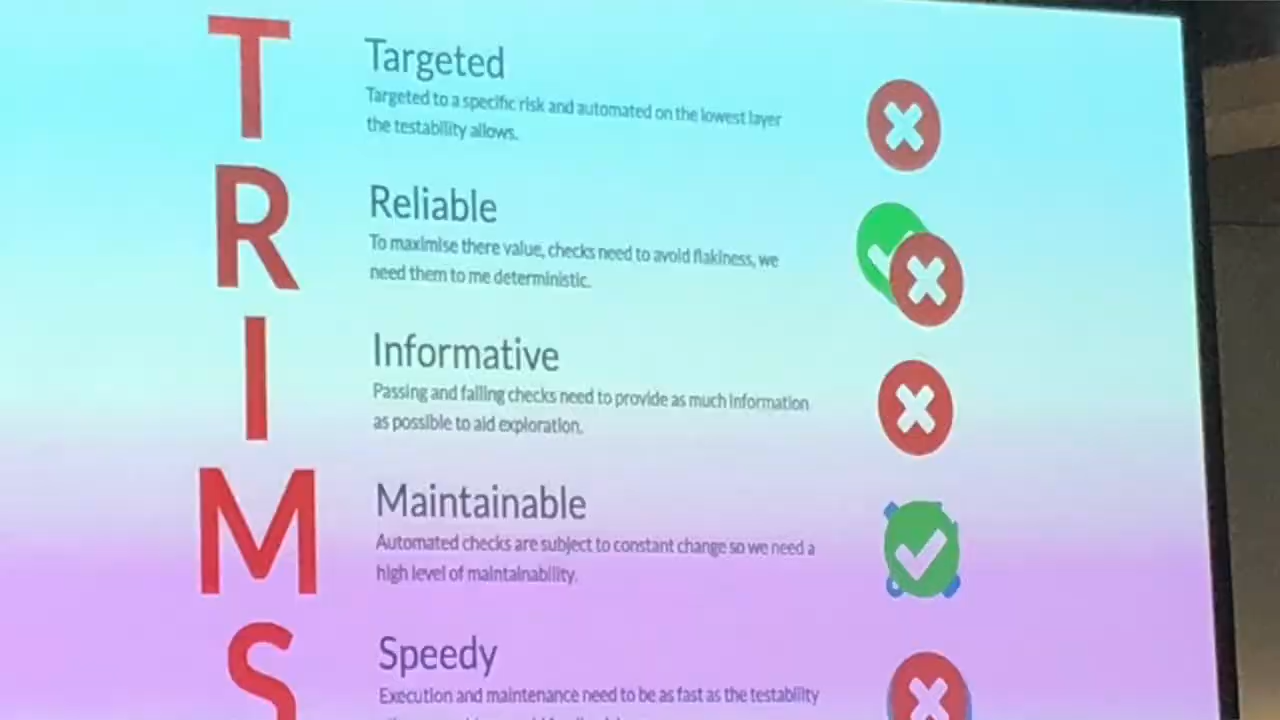 T
Targeted
Targeted to a specific risk and automated on the lowest layer
the testability allows.
R
Reliable
To maximise there value, checks need to avoid flakiness, we
need them to me deterministic.
I
Informative
Passing and failing checks need to provide as much information
as possible to aid exploration.
M
Maintainable
Automated checks are subject to constant change so we need a
high level of maintainability.
S
Speedy
Execution and maintenance need to be as fast as the testability